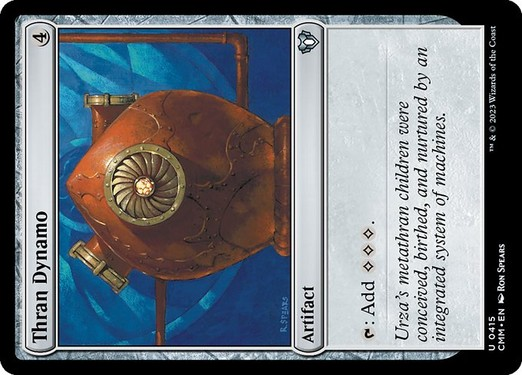 Thran Dynamo 4
R. SPEARS
Artifact
: Add .
Urza's metathran children were
conceived, birthed, and nurtured by an
integrated system of machines.
U 0415
CMM • EN Ron Spears
™ & © 2023 Wizards of the Coast